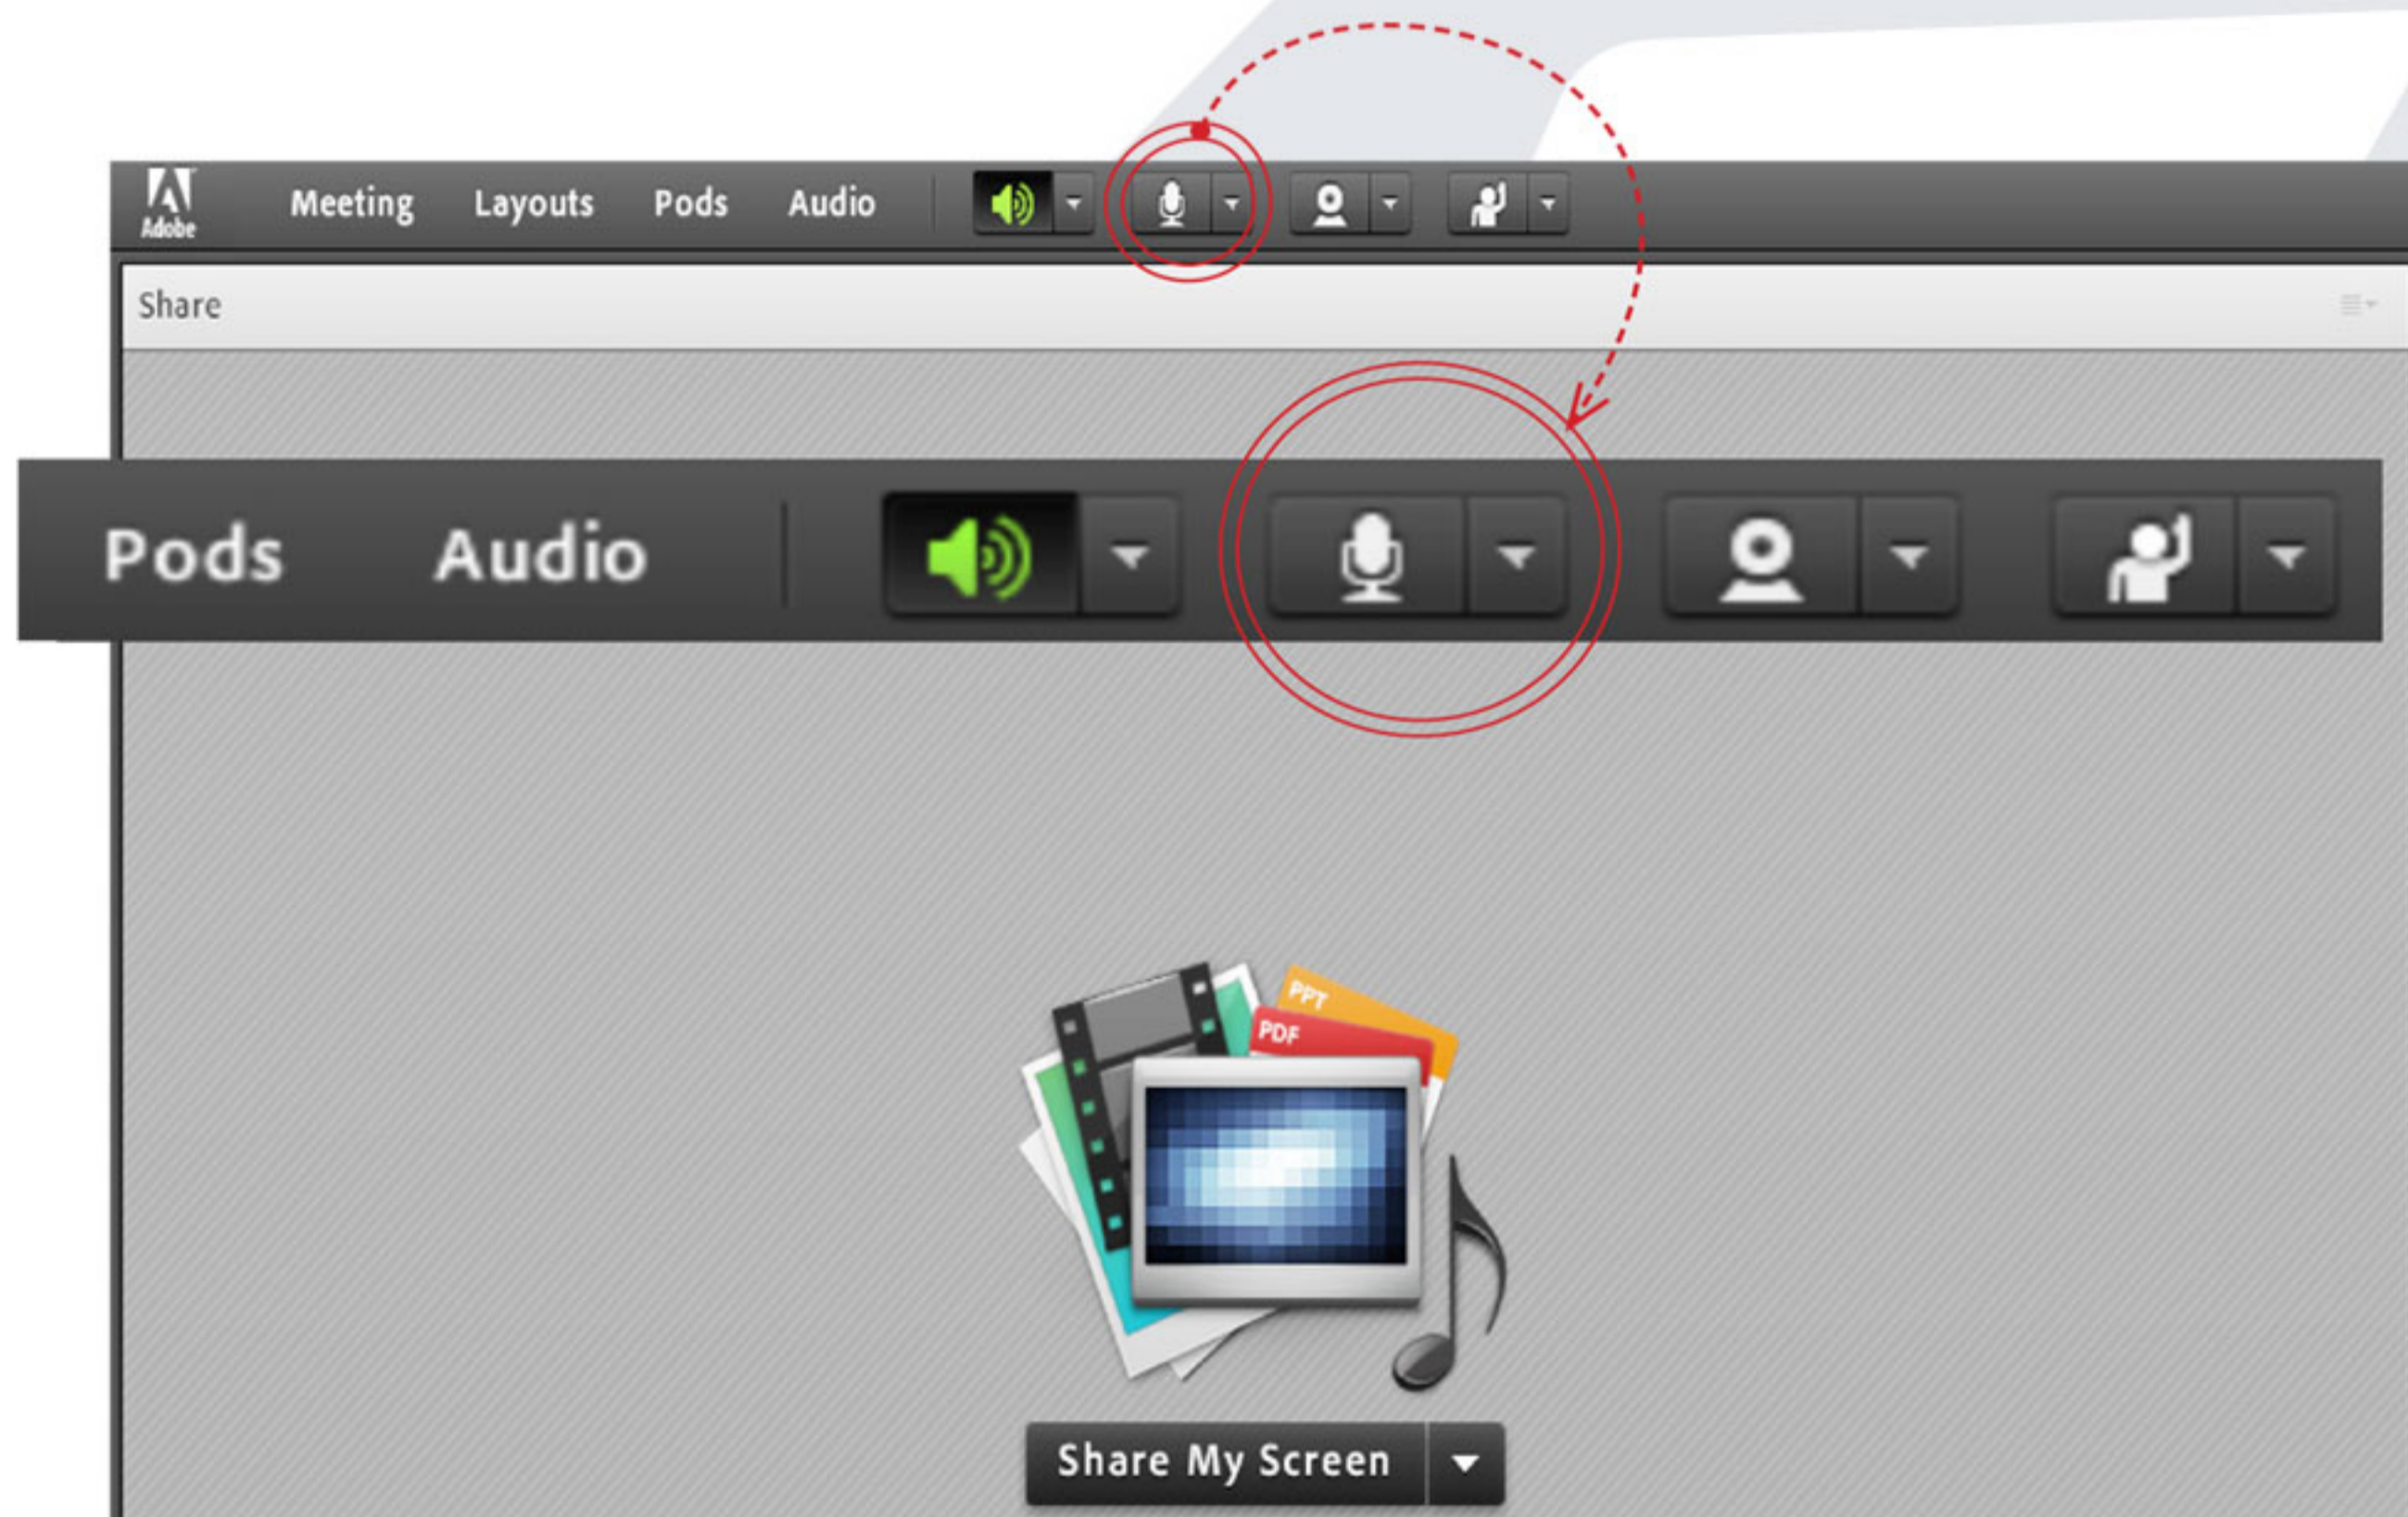 Adobe
Meeting Layouts Pods Audio
Share
Pods Audio
PPT
PDF
Share My Screen